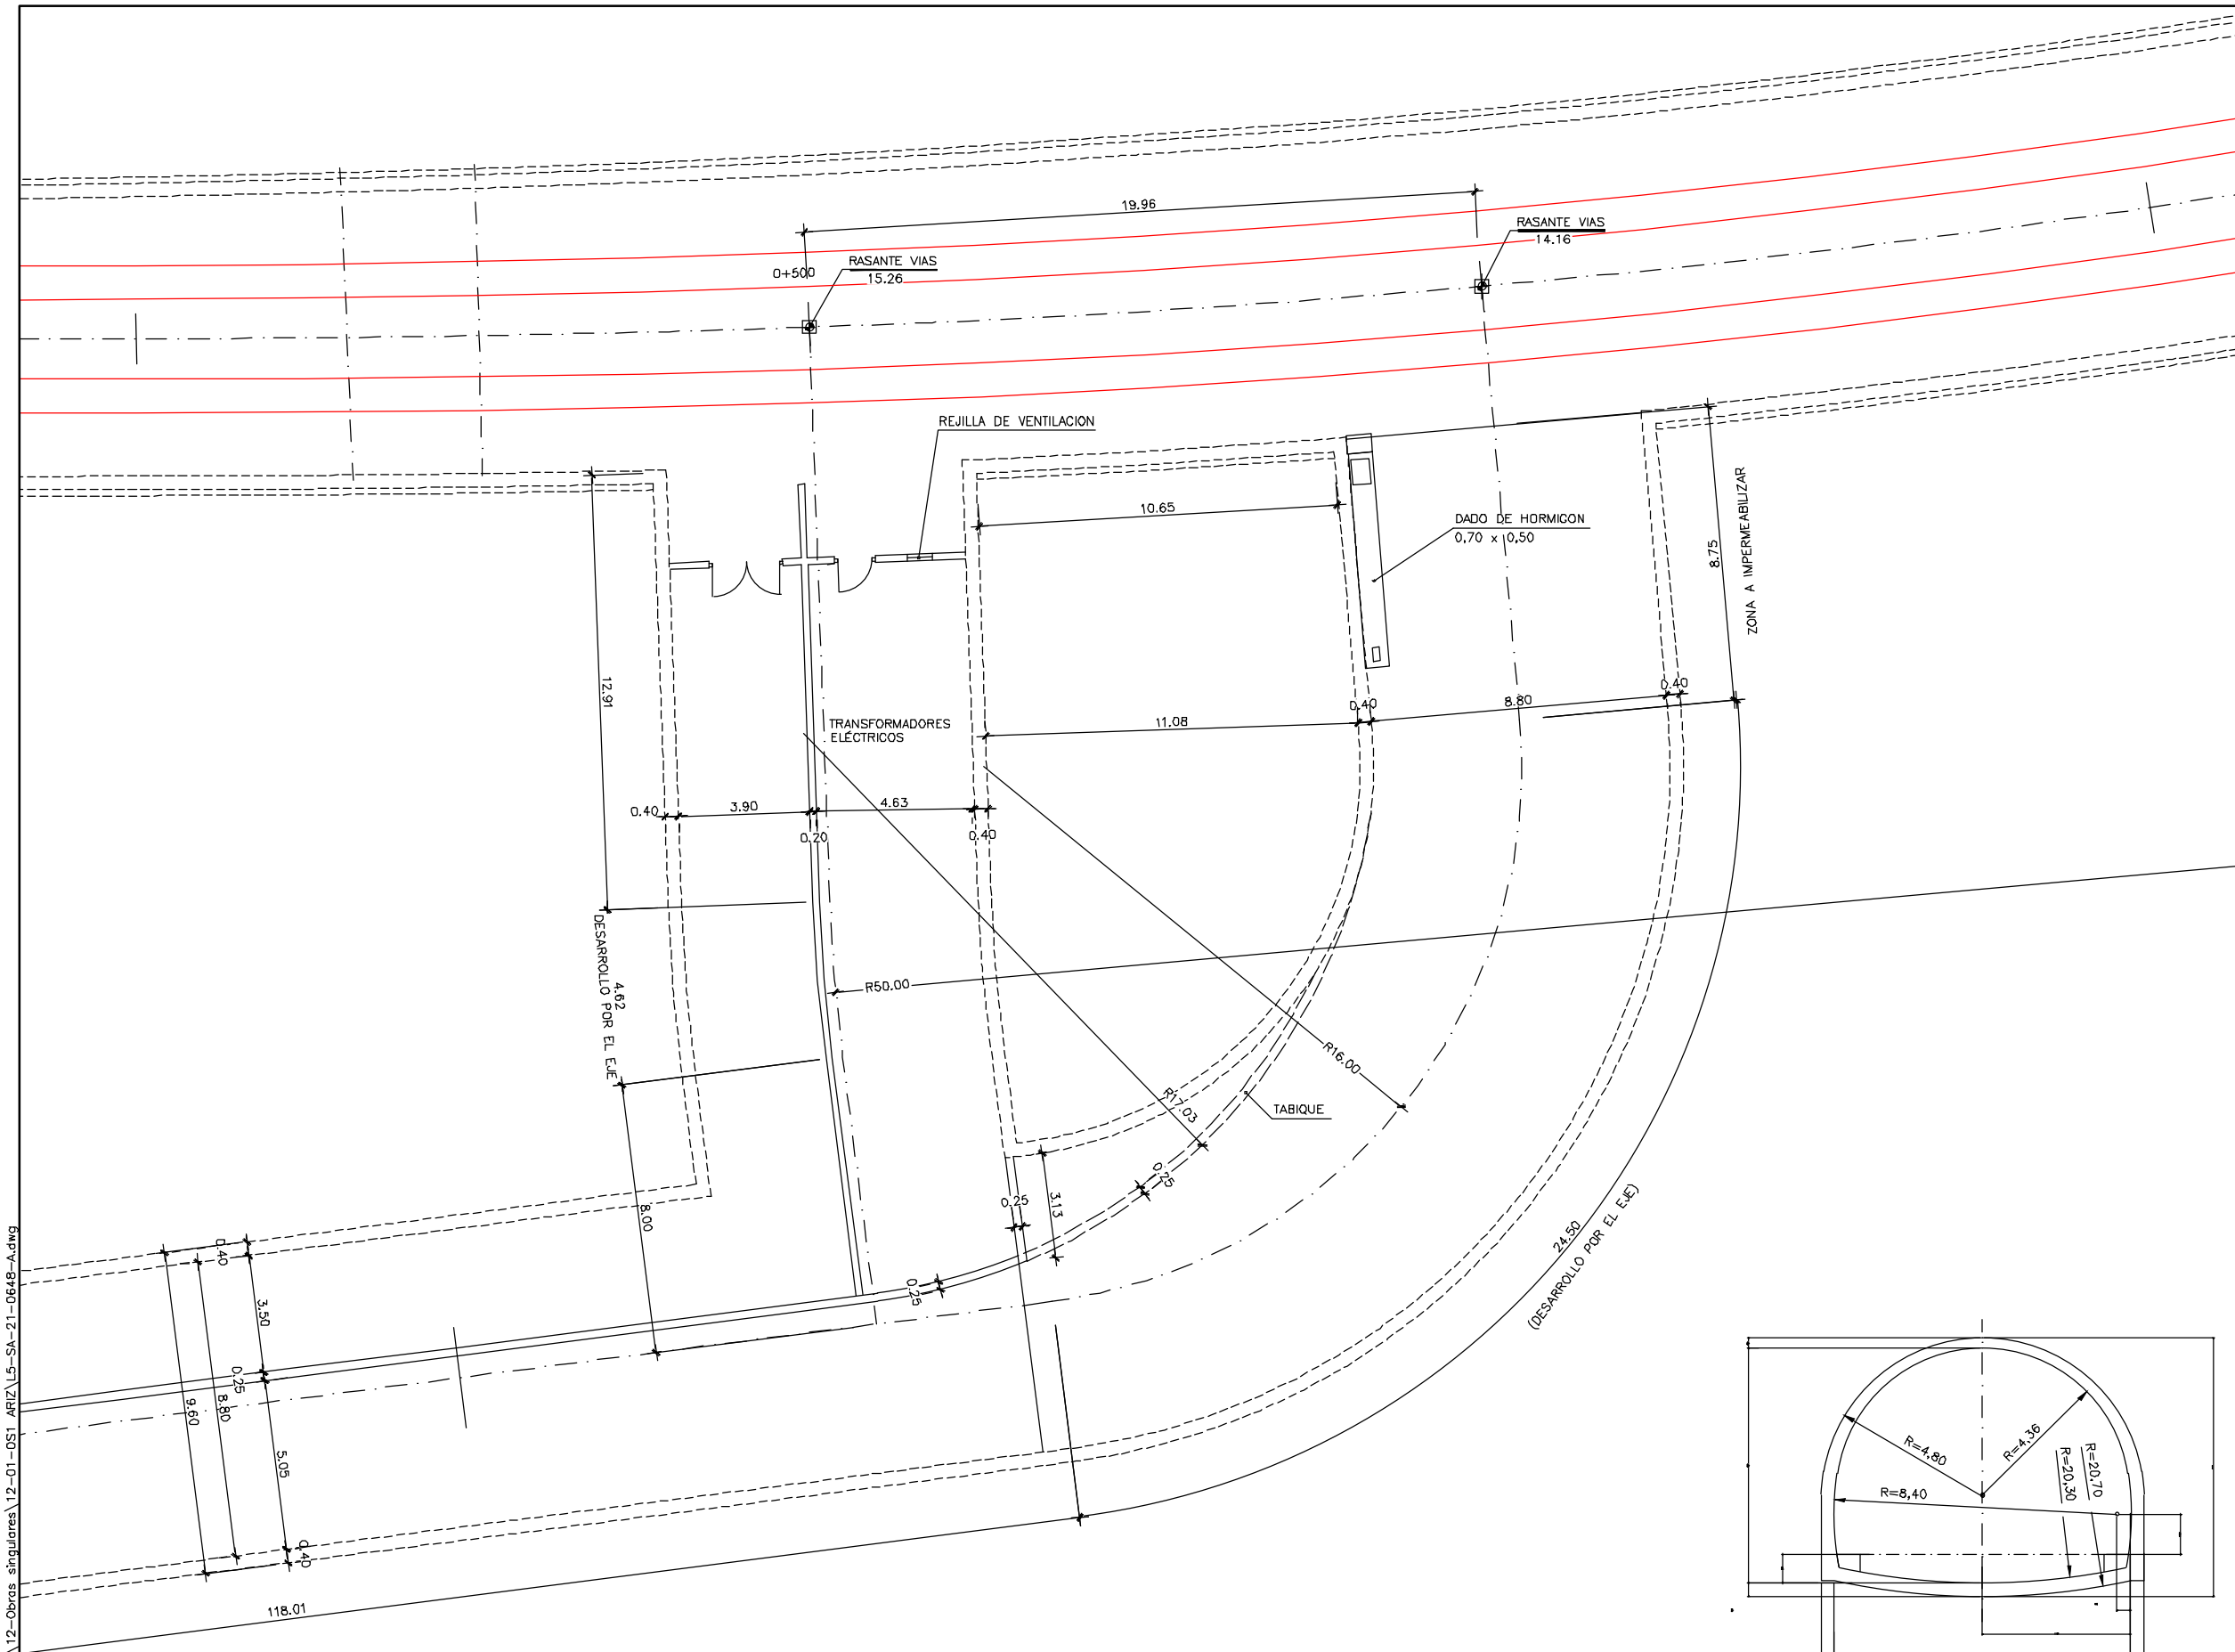 19.96
RASANTE VIAS
14.16
0+500
RASANTE VIAS
15.26
REJILLA DE VENTILACION
10.65
DADO DE HORMIGON
0,70 x 0,50
8.75
ZONA A IMPERMEABILIZAR
12.91
TRANSFORMADORES
ELÉCTRICOS
11.08
0.40
8.80
0.40
0.40
3.90
0.20
4.63
0.40
R50.00
4.62
DESARROLLO POR EL EJE
R16.00
R17.03
TABIQUE
8.00
0.25
3.13
0.25
0.25
24.50
(DESARROLLO POR EL EJE)
0.40
3.50
0.25
8.80
9.60
5.05
0.40
118.01
R=4,80
R=4,36
R=8,40
R=20,30
R=20,70
\12-Obras singulares\12-01-OS1 ARIZ\L5-SA-21-0648-A.dwg